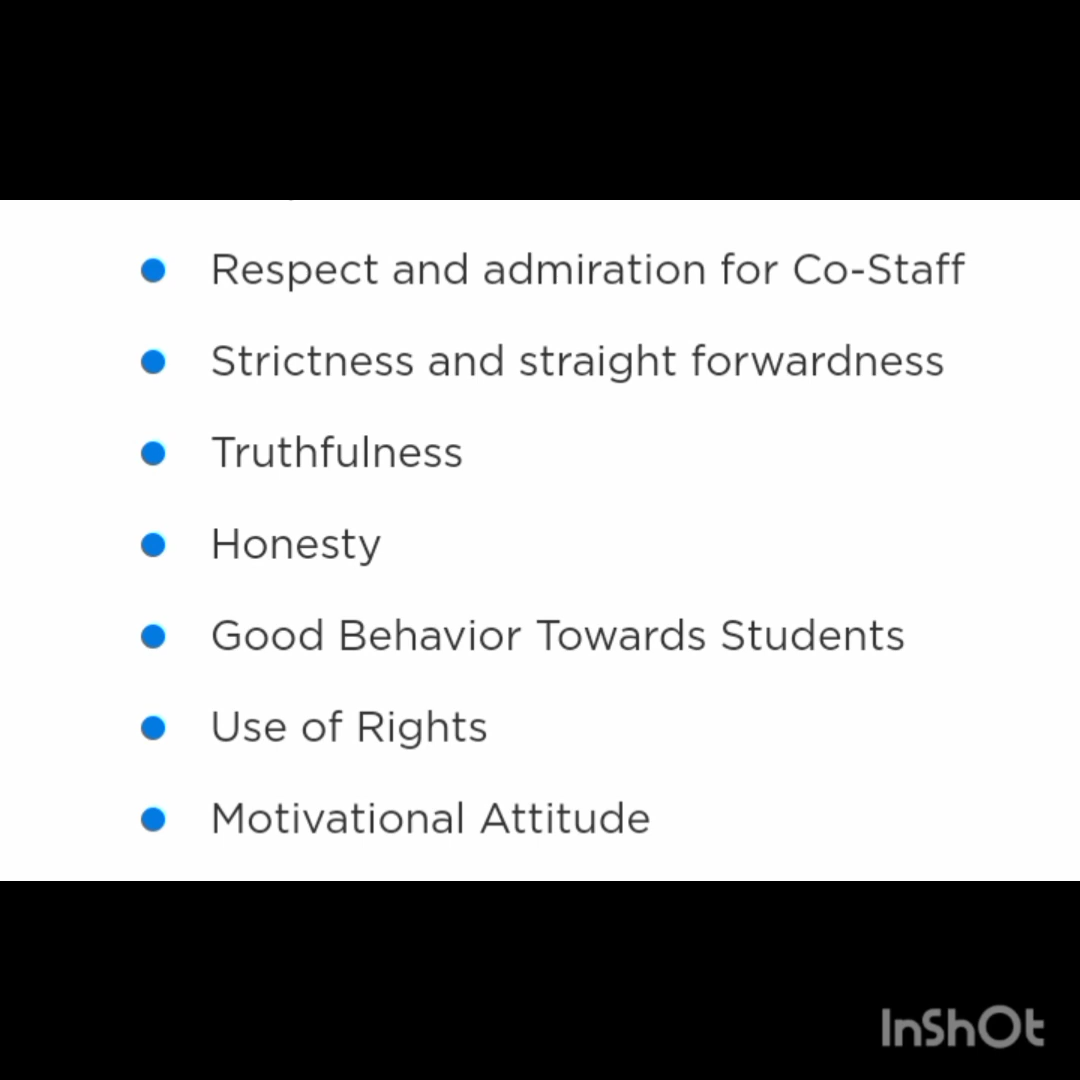 Respect and admiration for Co-Staff
Strictness and straight forwardness
Truthfulness
Honesty
Good Behavior Towards Students
Use of Rights
Motivational Attitude
InShOt